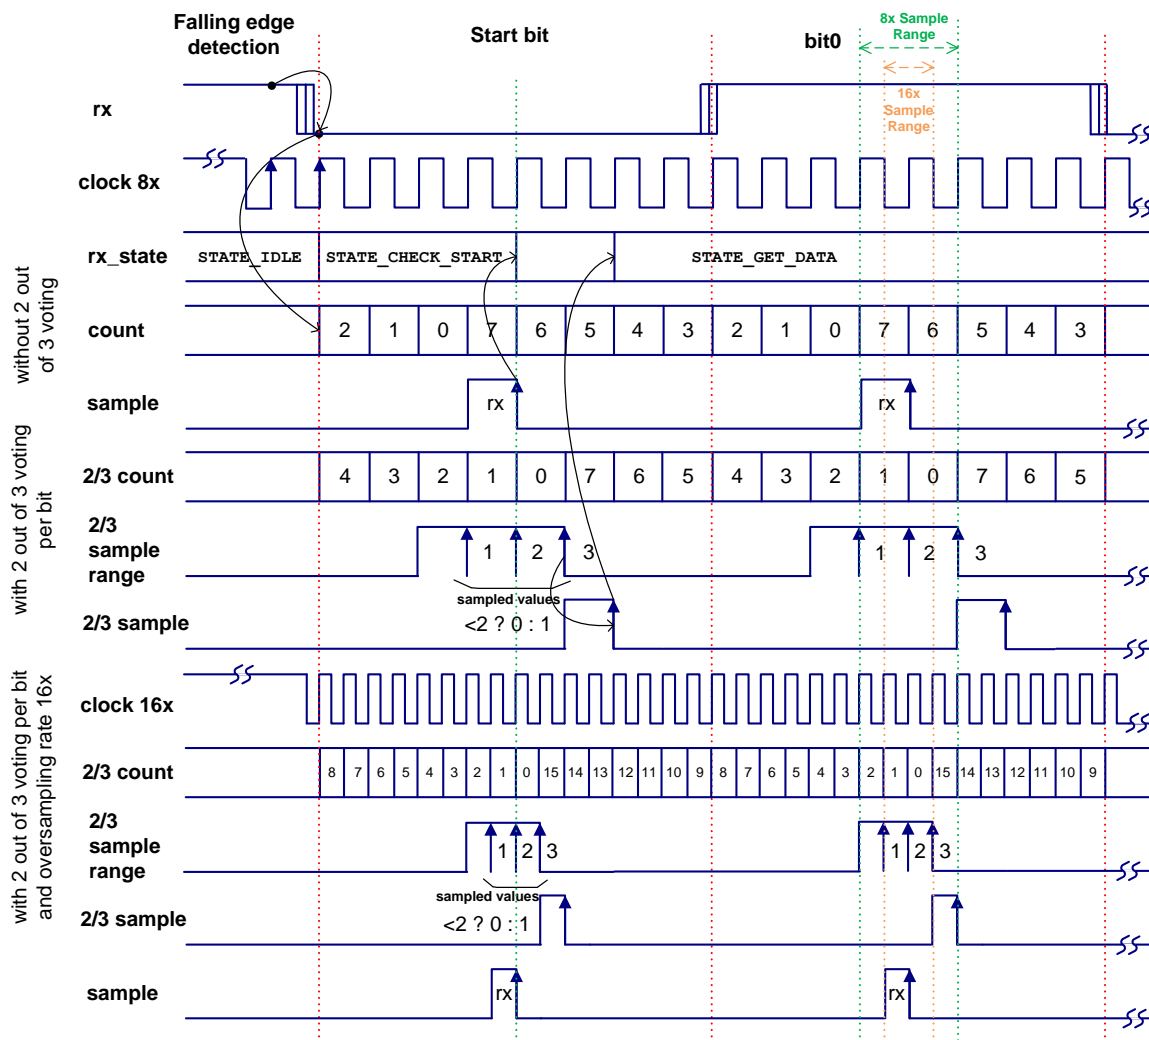 Falling edge
detection
Start bit
bit0
8x Sample
Range
16x
Sample
Range
rx
clock 8x
rx_state
STATE_IDLE
STATE_CHECK_START
STATE_GET_DATA
without 2 out
of 3 voting
count
2 1 0 7 6 5 4 3 2 1 0 7 6 5 4 3
sample
rx
rx
with 2 out of 3 voting
per bit
2/3 count
4 3 2 1 0 7 6 5 4 3 2 1 0 7 6 5
2/3
sample
range
1 2 3
1 2 3
sampled values
<2 ? 0 : 1
2/3 sample
with 2 out of 3 voting per bit
and oversampling rate 16x
clock 16x
2/3 count
8 7 6 5 4 3 2 1 0 15 14 13 12 11 10 9 8 7 6 5 4 3 2 1 0 15 14 13 12 11 10 9
2/3
sample
range
1 2 3
1 2 3
sampled values
<2 ? 0 : 1
2/3 sample
sample
rx
rx